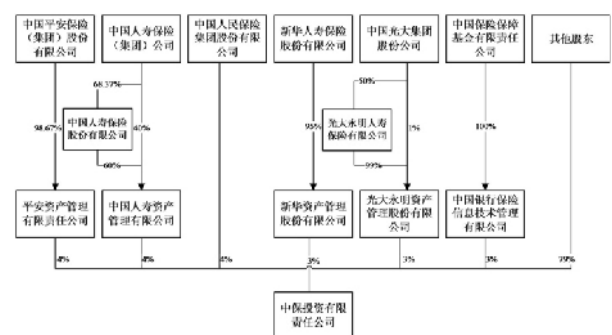 中国平安保险
（集团）股份
有限公司
中国人寿保险
（集团）公司
中国人民保险
集团股份有限
公司
新华人寿保险
股份有限公司
中国光大集团
股份公司
中国保险保障
基金有限责任
公司
其他股东
68.37%
50%
中国人寿保险
股份有限公司
光大永明人寿
保险有限公司
98.67%
40%
1%
100%
60%
99%
平安资产管理
有限责任公司
中国人寿资产
管理有限公司
新华资产管理
股份有限公司
光大永明资产
管理股份有限
公司
中国银行保险
信息技术管理
有限公司
4%
4%
4%
3%
3%
3%
79%
中保投资有限
责任公司